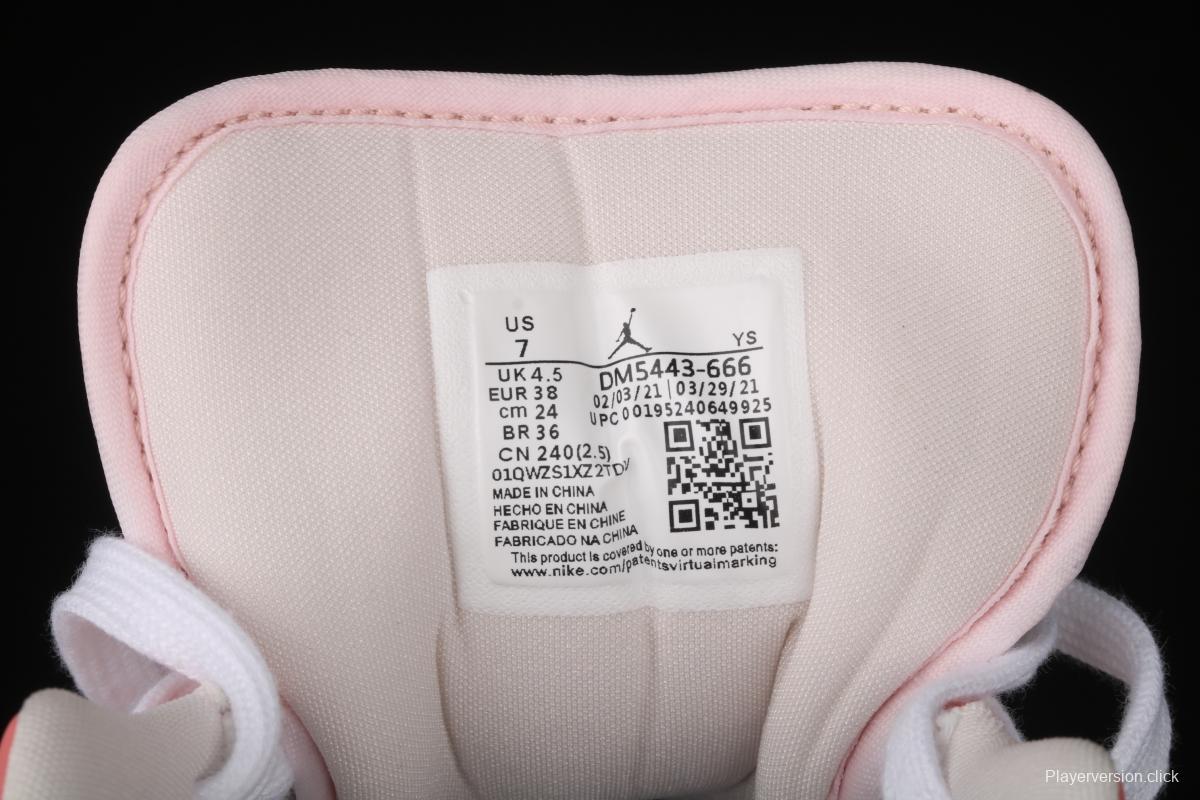 US
7
YS
UK 4.5
EUR 38
cm 24
BR 36
CN 240(2.5)
DM5443-666
02/03/21 | 03/29/21
UPC 00195240649925
01QWZS1XZ2TDV
MADE IN CHINA
HECHO EN CHINA
FABRIQUE EN CHINE
FABRICADO NA CHINA
This product is covered by one or more patents:
www.nike.com/patentsvirtualmarking
Playerversion.click